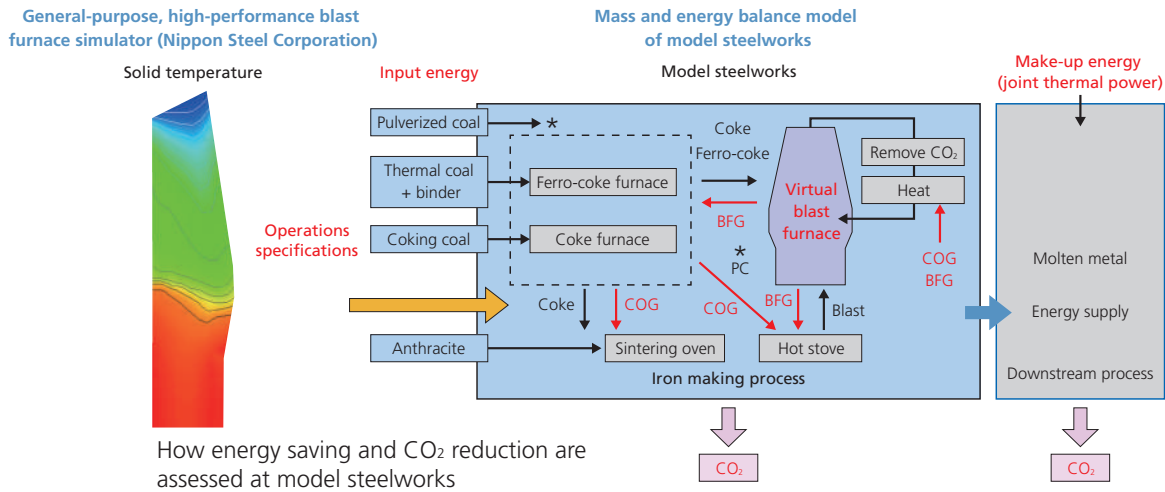 General-purpose, high-performance blast
furnace simulator (Nippon Steel Corporation)
Mass and energy balance model
of model steelworks
Solid temperature
Input energy
Model steelworks
Make-up energy
(joint thermal power)
Pulverized coal
*
Coke
Ferro-coke
Remove CO₂
Thermal coal
+ binder
Ferro-coke furnace
Heat
Virtual
blast
furnace
BFG
Operations
specifications
Coking coal
Coke furnace
*
PC
COG
BFG
Molten metal
Coke
COG
COG
BFG
Blast
Energy supply
Anthracite
Sintering oven
Hot stove
Iron making process
Downstream process
How energy saving and CO₂ reduction are
assessed at model steelworks
CO₂
CO₂